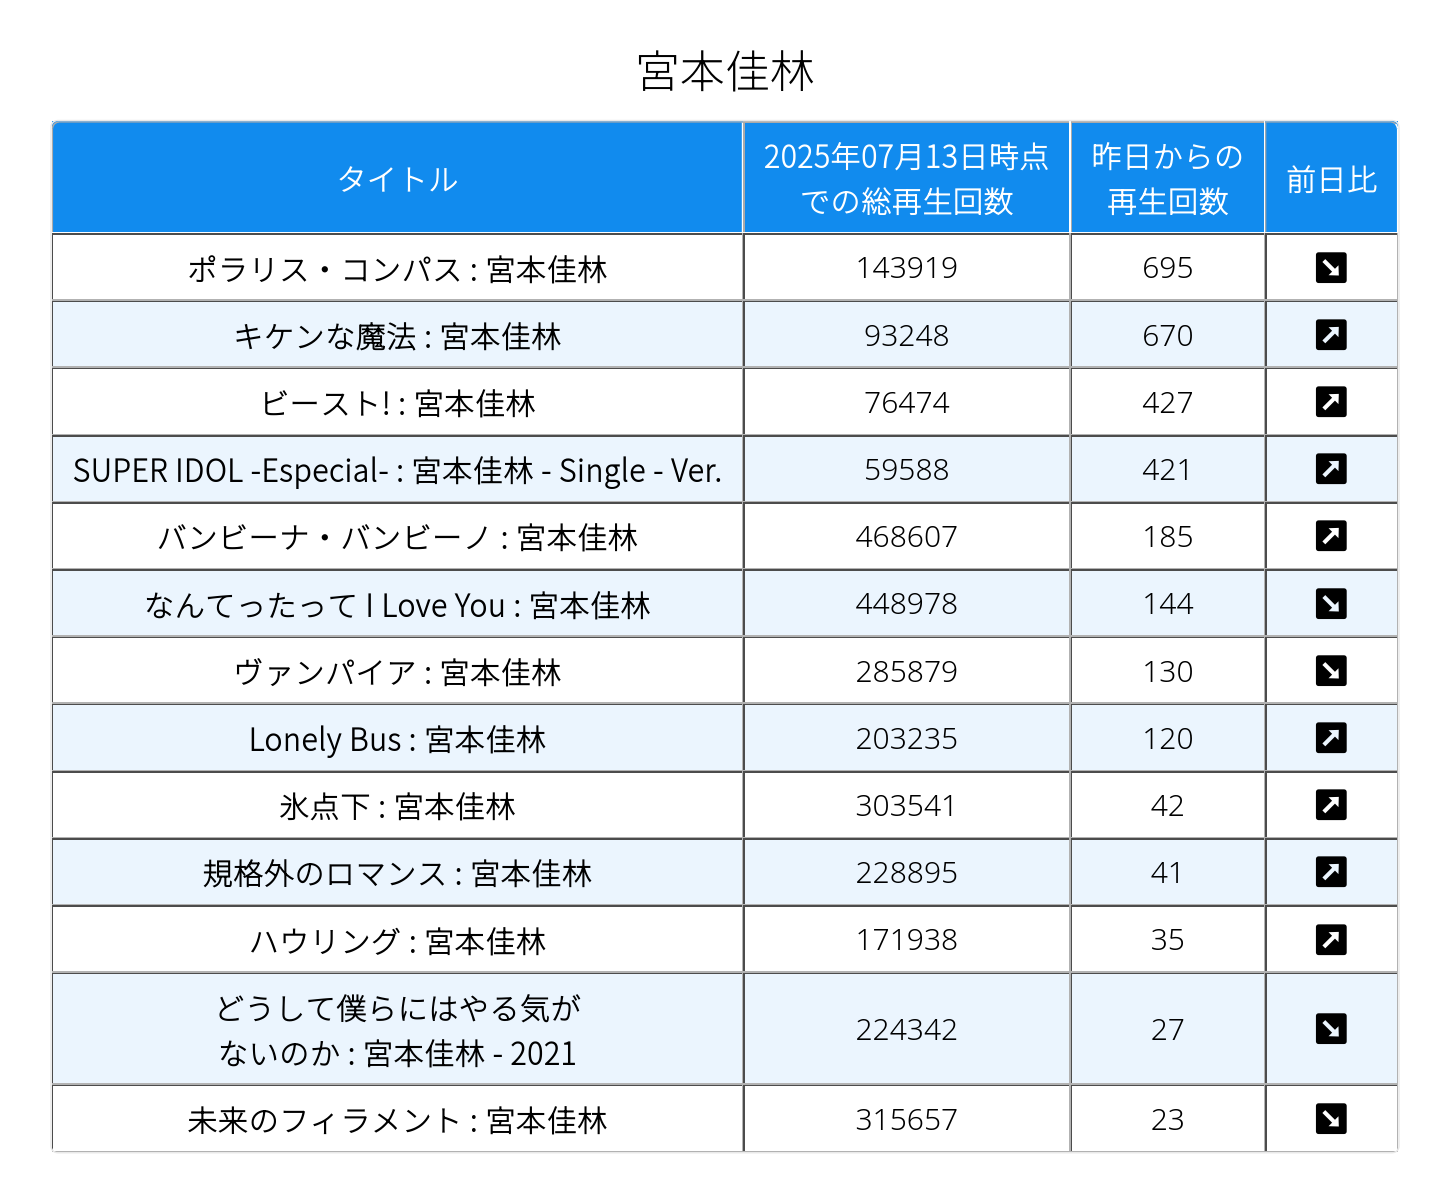 宮本佳林
タイトル
2025年07月13日時点
での総再生回数
昨日からの
再生回数
前日比
ポラリス・コンパス : 宮本佳林 143919 695
キケンな魔法 : 宮本佳林 93248 670
ビースト! : 宮本佳林 76474 427
SUPER IDOL -Especial- : 宮本佳林 - Single - Ver. 59588 421
バンビーナ・バンビーノ : 宮本佳林 468607 185
なんてったって I Love You : 宮本佳林 448978 144
ヴァンパイア : 宮本佳林 285879 130
Lonely Bus : 宮本佳林 203235 120
氷点下 : 宮本佳林 303541 42
規格外のロマンス : 宮本佳林 228895 41
ハウリング : 宮本佳林 171938 35
どうして僕らにはやる気が
ないのか : 宮本佳林 - 2021 224342 27
未来のフィラメント : 宮本佳林 315657 23